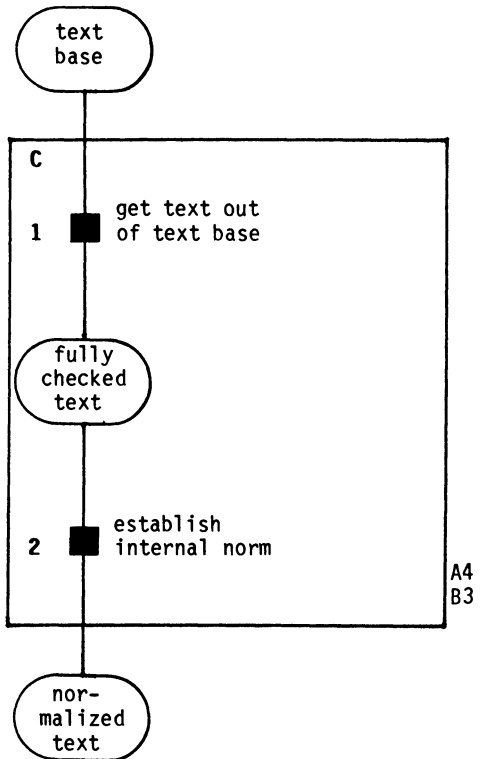 text
base
C
1
get text out
of text base
fully
checked
text
2
establish
internal norm
A4
B3
nor-
malized
text